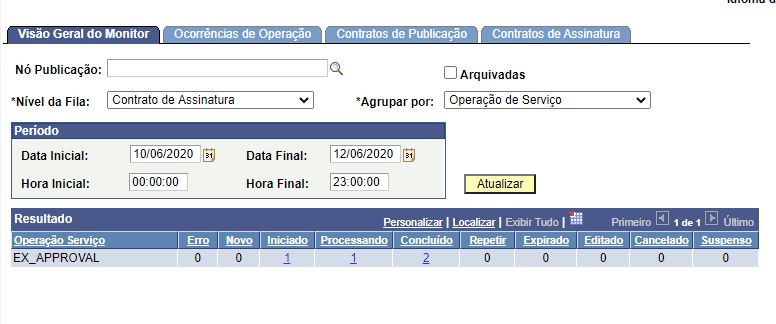 Visão Geral do Monitor Ocorrências de Operação Contratos de Publicação Contratos de Assinatura
Nó Publicação:
Arquivadas
*Nível da Fila: Contrato de Assinatura *Agrupar por: Operação de Serviço
Período
Data Inicial: 10/06/2020 31 Data Final: 12/06/2020 31
Hora Inicial: 00:00:00 Hora Final: 23:00:00 Atualizar
Resultado Personalizar | Localizar | Exibir Tudo | Primeiro 1 de 1 Último
Operação Serviço Erro Novo Iniciado Processando Concluído Repetir Expirado Editado Cancelado Suspenso
EX_APPROVAL 0 0 1 1 2 0 0 0 0 0